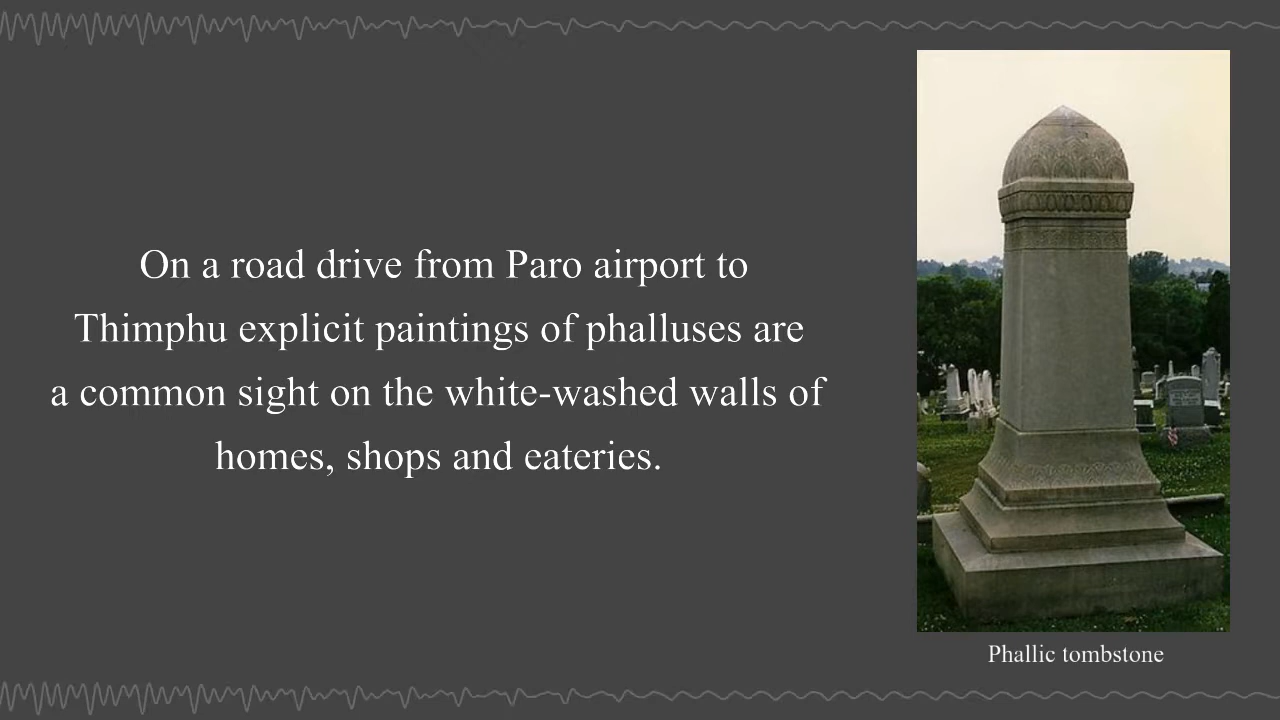 On a road drive from Paro airport to
Thimphu explicit paintings of phalluses are
a common sight on the white-washed walls of
homes, shops and eateries.
Phallic tombstone